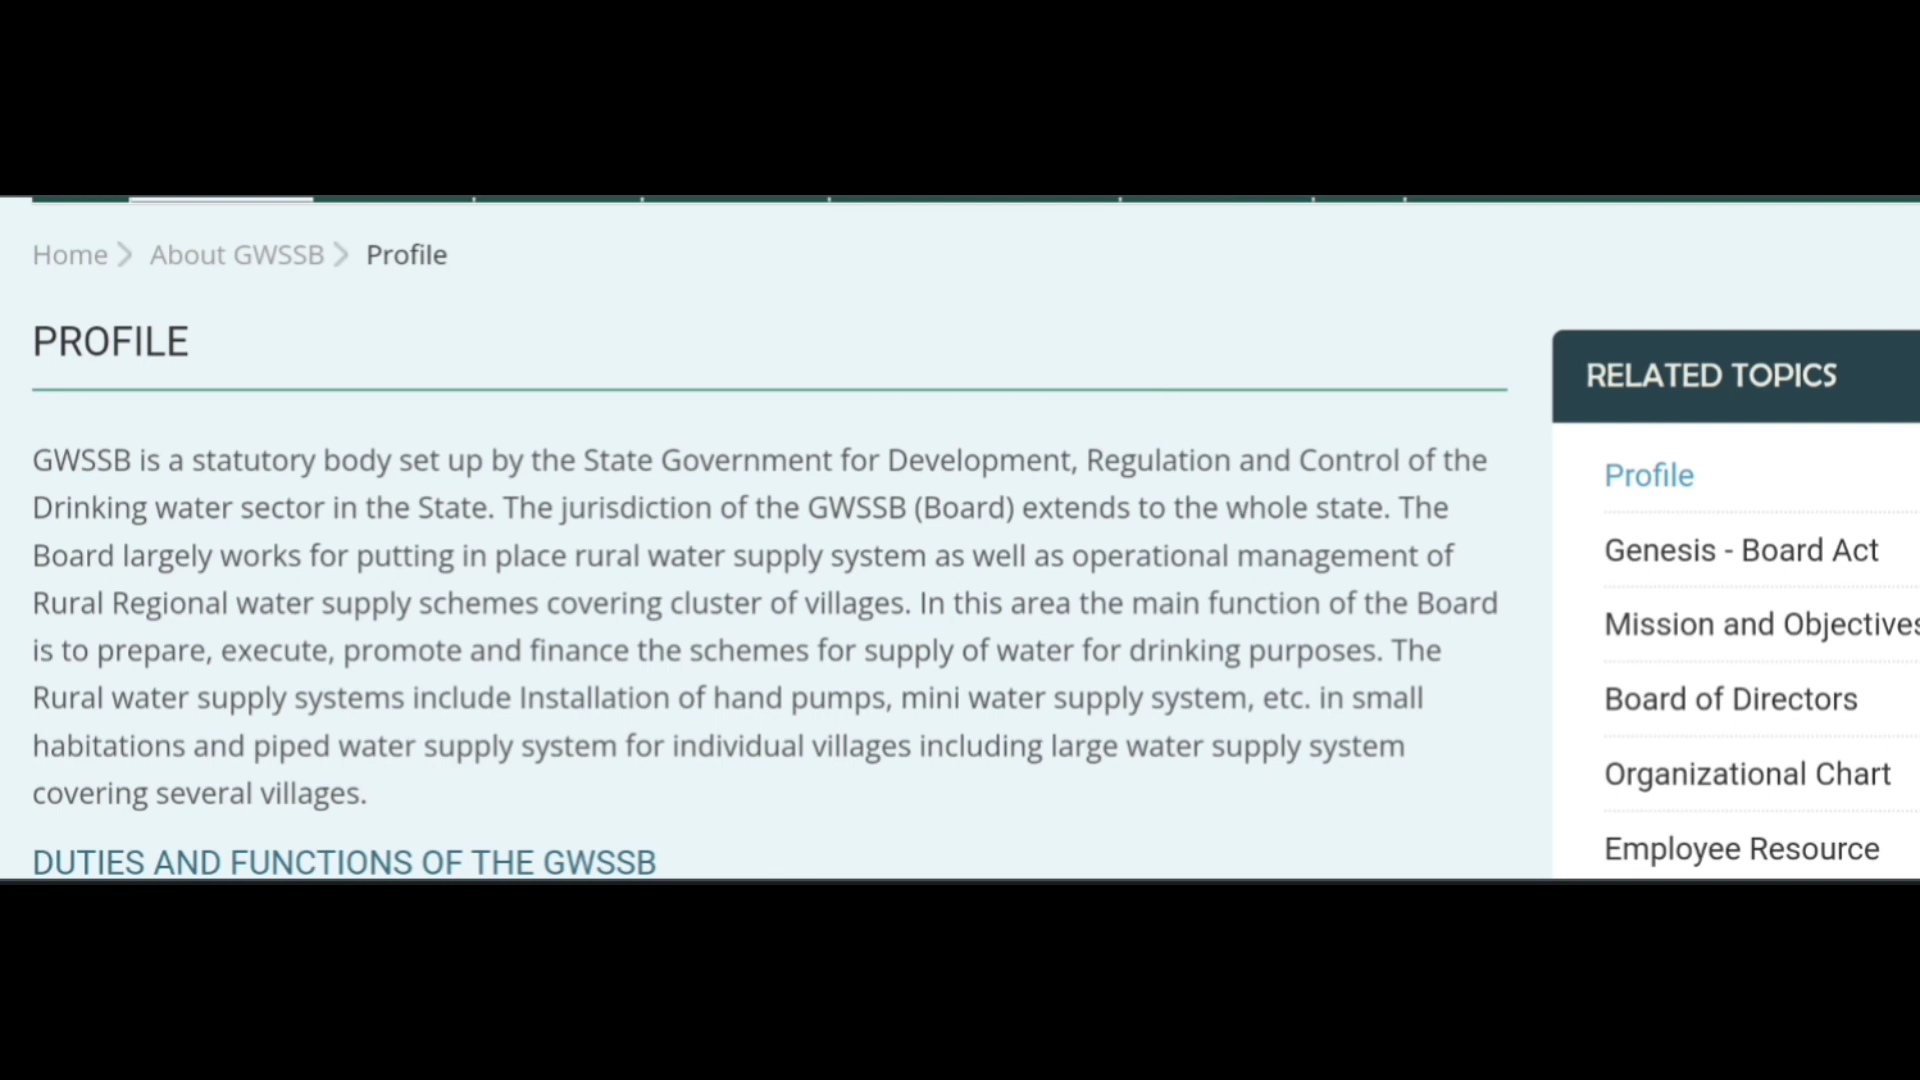 Home > About GWSSB > Profile
PROFILE
GWSSB is a statutory body set up by the State Government for Development, Regulation and Control of the
Drinking water sector in the State. The jurisdiction of the GWSSB (Board) extends to the whole state. The
Board largely works for putting in place rural water supply system as well as operational management of
Rural Regional water supply schemes covering cluster of villages. In this area the main function of the Board
is to prepare, execute, promote and finance the schemes for supply of water for drinking purposes. The
Rural water supply systems include Installation of hand pumps, mini water supply system, etc. in small
habitations and piped water supply system for individual villages including large water supply system
covering several villages.
DUTIES AND FUNCTIONS OF THE GWSSB
RELATED TOPICS
Profile
Genesis - Board Act
Mission and Objectives
Board of Directors
Organizational Chart
Employee Resource